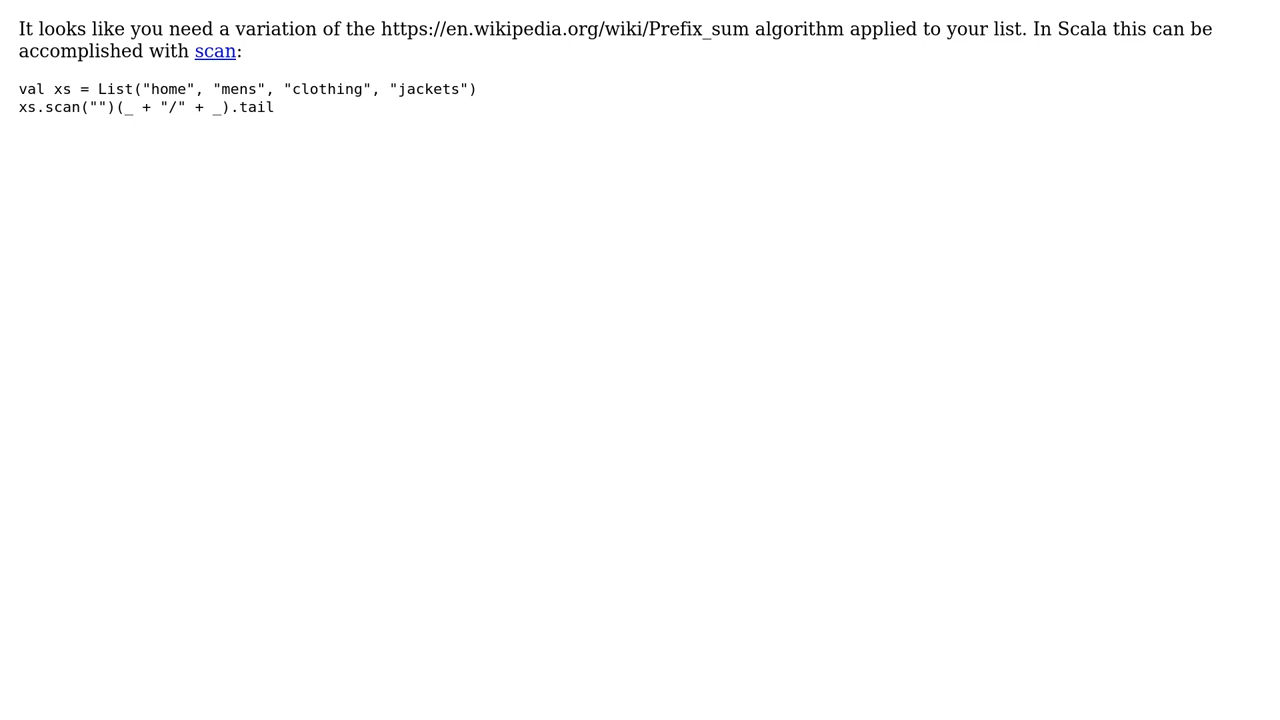 It looks like you need a variation of the https://en.wikipedia.org/wiki/Prefix_sum algorithm applied to your list. In Scala this can be
accomplished with scan:
val xs = List("home", "mens", "clothing", "jackets")
xs.scan("")(_ + "/" + _).tail